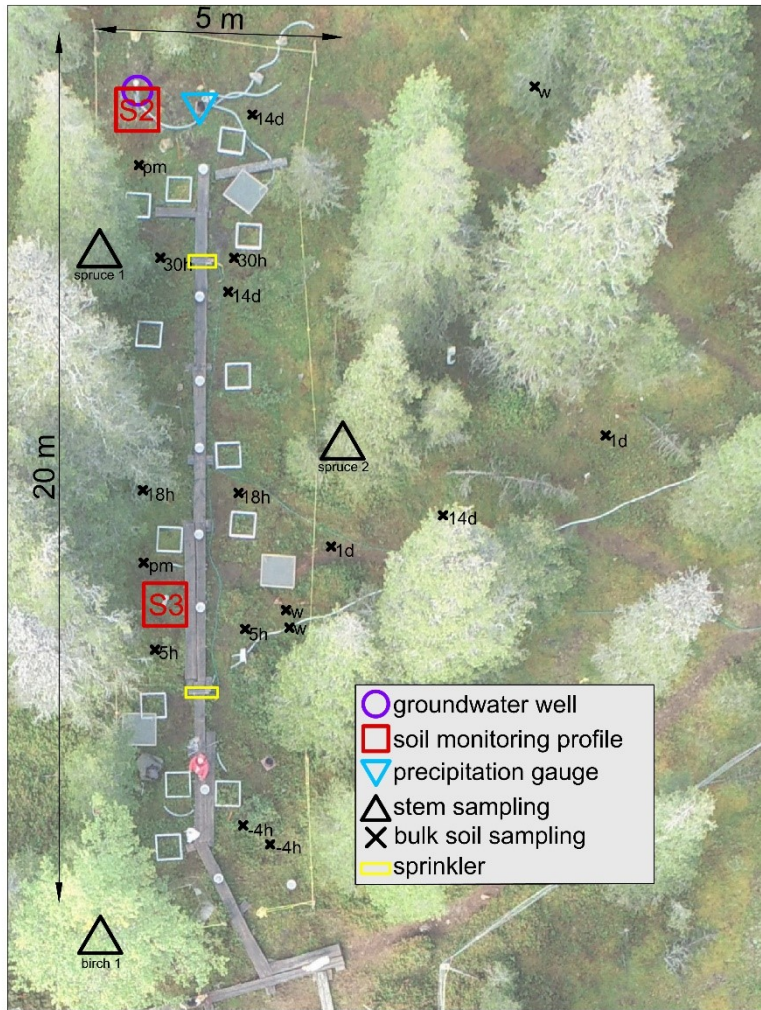 5 m
w
S2
14d
pm
30h
30h
spruce 1
14d
20 m
1d
spruce 2
18h
18h
14d
1d
pm
S3
w
w
5h
5h
groundwater well
soil monitoring profile
precipitation gauge
stem sampling
bulk soil sampling
sprinkler
-4h
-4h
birch 1